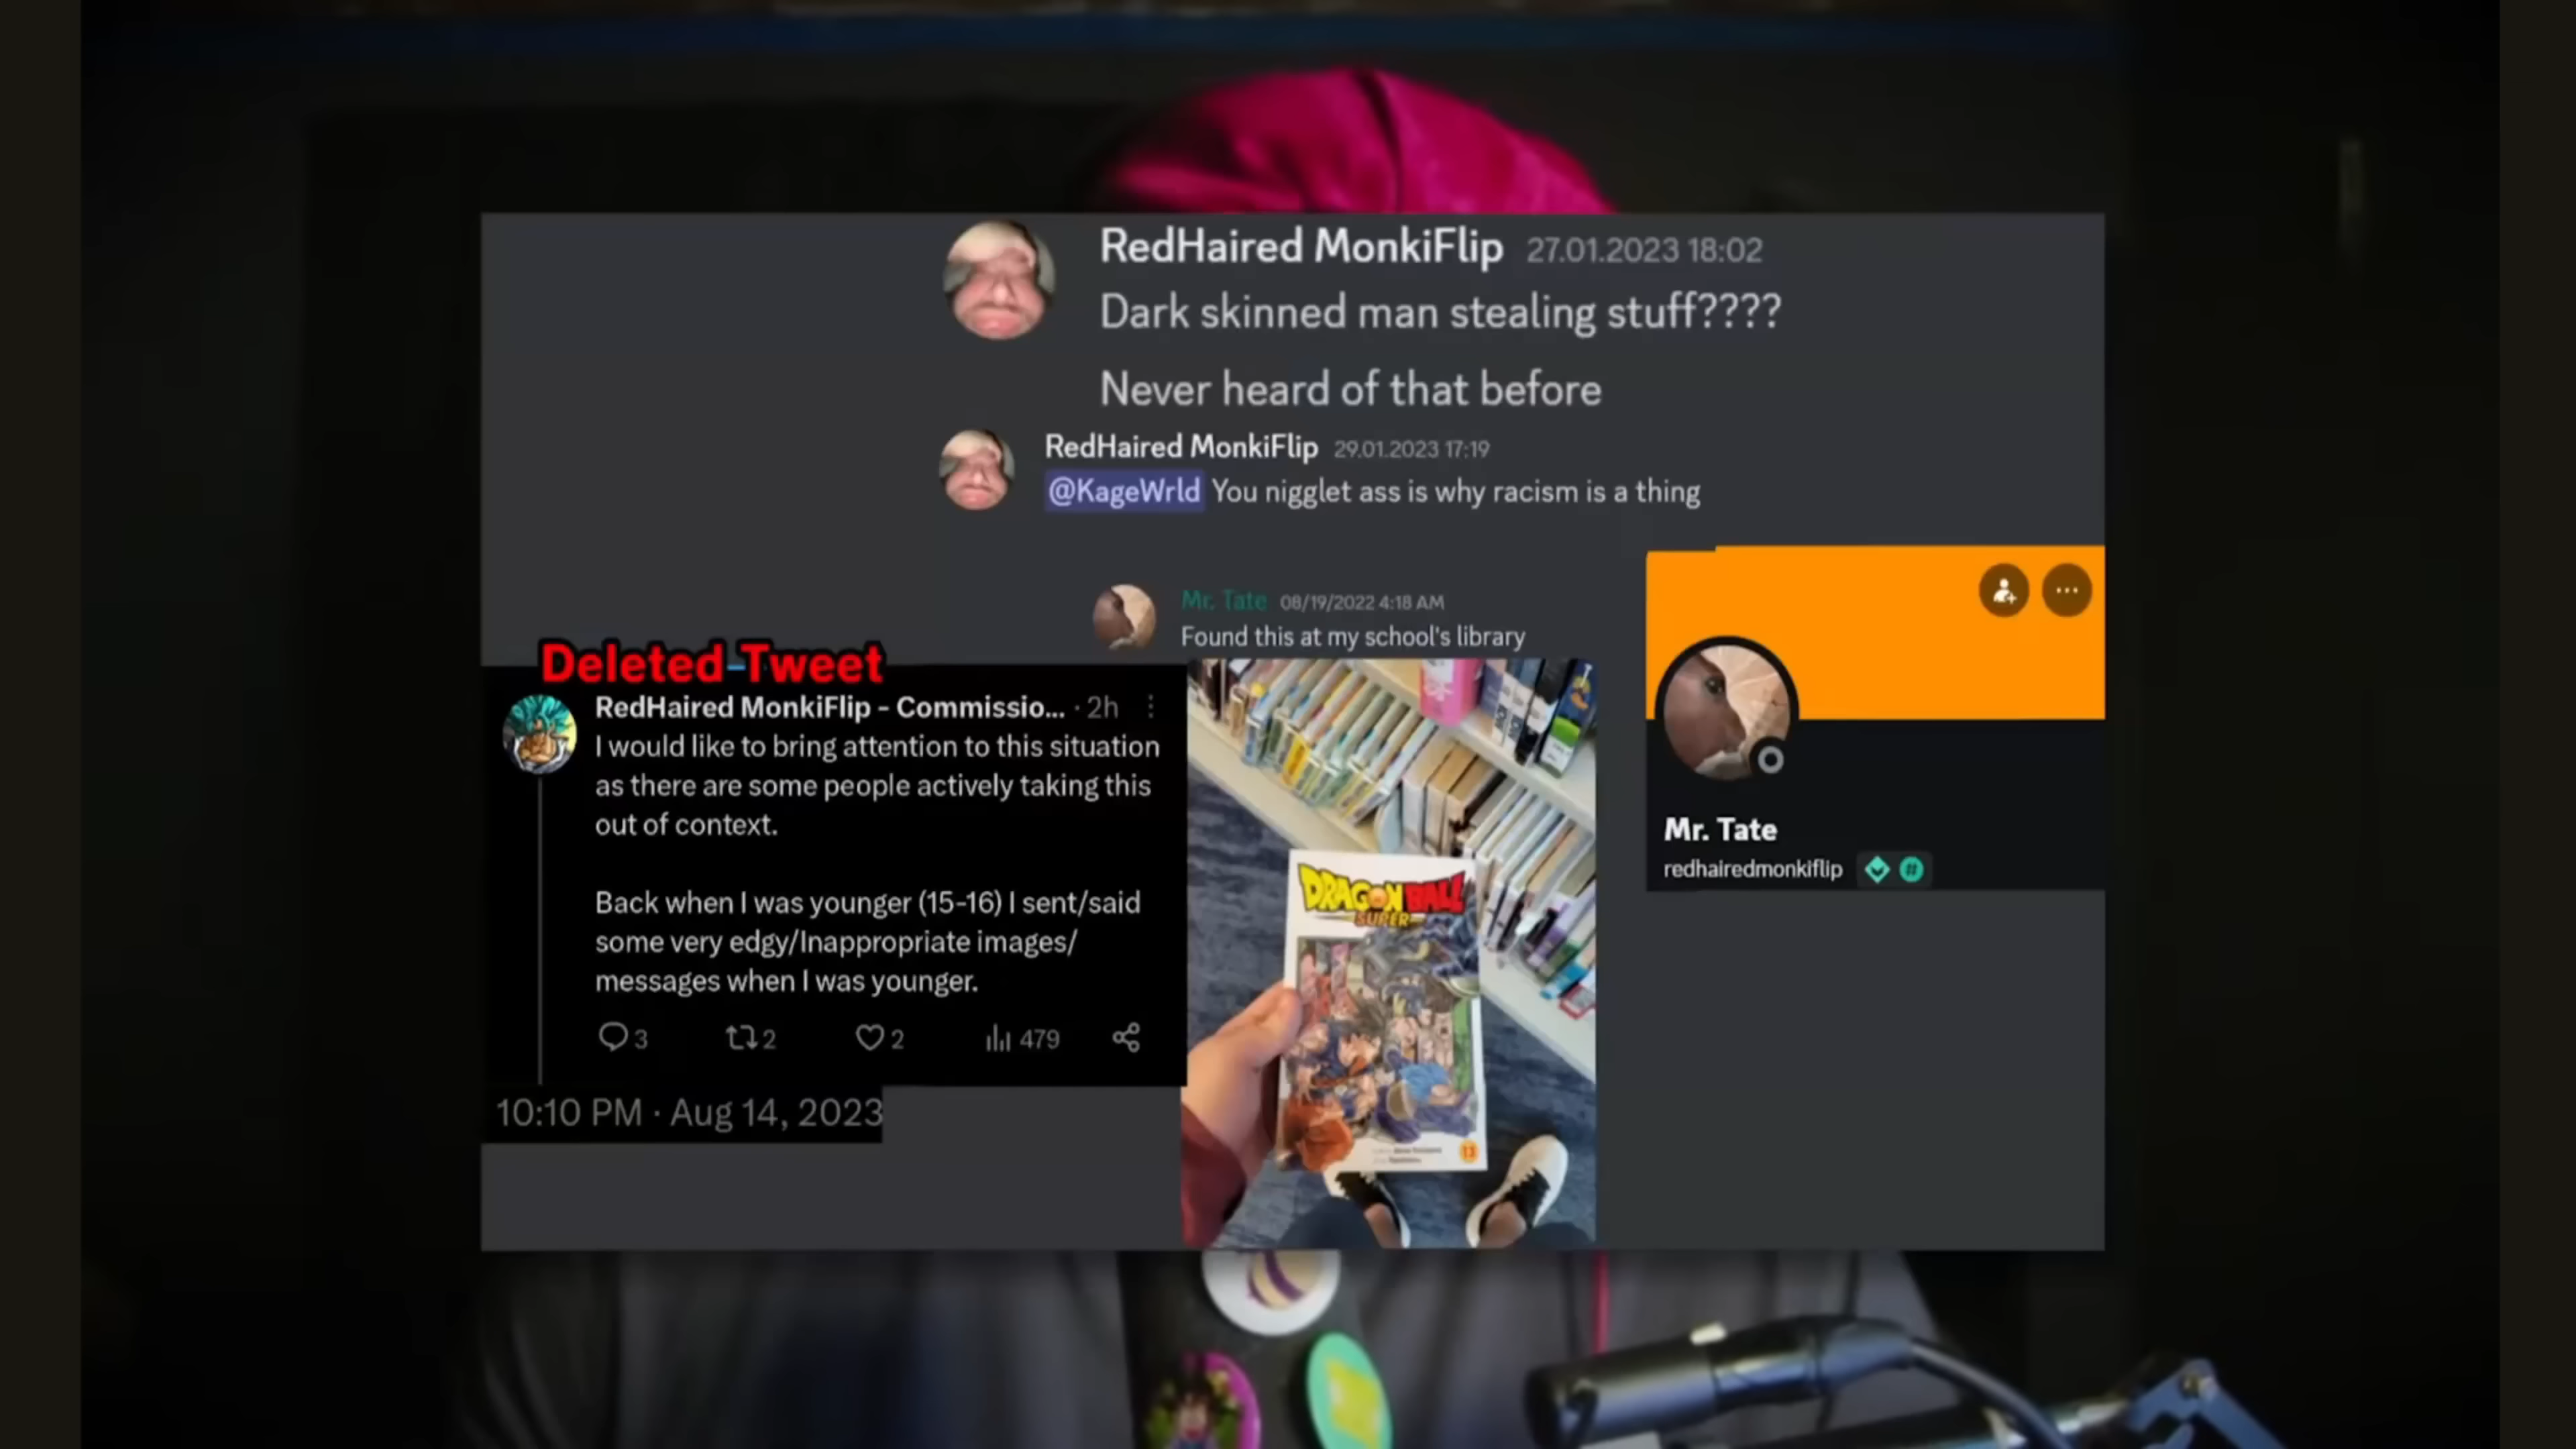 RedHaired MonkiFlip 27.01.2023 18:02
Dark skinned man stealing stuff????
Never heard of that before
RedHaired MonkiFlip 29.01.2023 17:19
@KageWrld You nigglet ass is why racism is a thing
Mr. Tate 08/19/2022 4:18 AM
Found this at my school's library
Deleted-Tweet
RedHaired MonkiFlip - Commissio... · 2h
I would like to bring attention to this situation
as there are some people actively taking this
out of context.
Back when I was younger (15-16) I sent/said
some very edgy/Inappropriate images/
messages when I was younger.
3 2 2 479
10:10 PM · Aug 14, 2023
DRAGON BALL
SUPER
13
Mr. Tate
redhairedmonkiflip